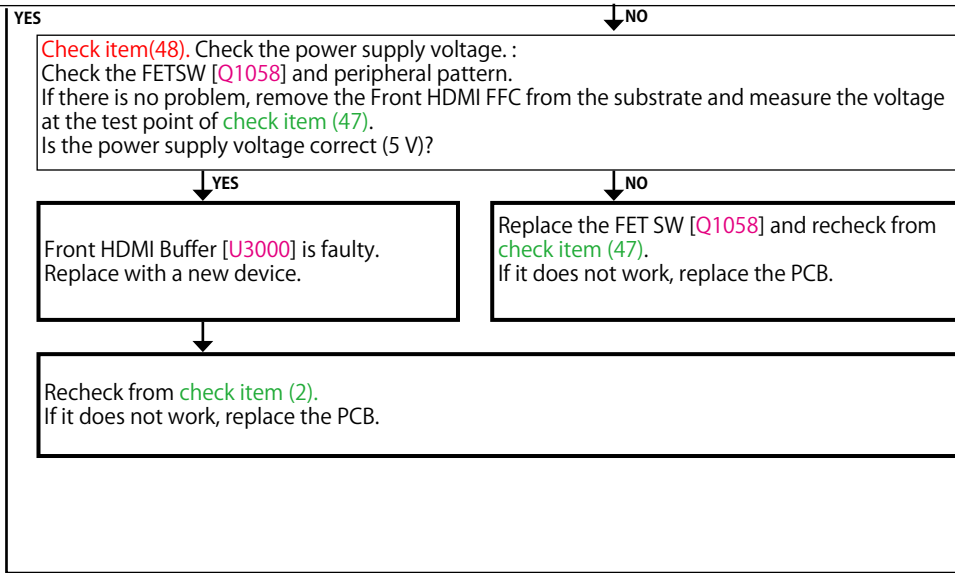 YES
NO
Check item(48). Check the power supply voltage. :
Check the FETSW [Q1058] and peripheral pattern.
If there is no problem, remove the Front HDMI FFC from the substrate and measure the voltage
at the test point of check item (47).
Is the power supply voltage correct (5 V)?
YES
NO
Front HDMI Buffer [U3000] is faulty.
Replace with a new device.
Replace the FET SW [Q1058] and recheck from
check item (47).
If it does not work, replace the PCB.
Recheck from check item (2).
If it does not work, replace the PCB.